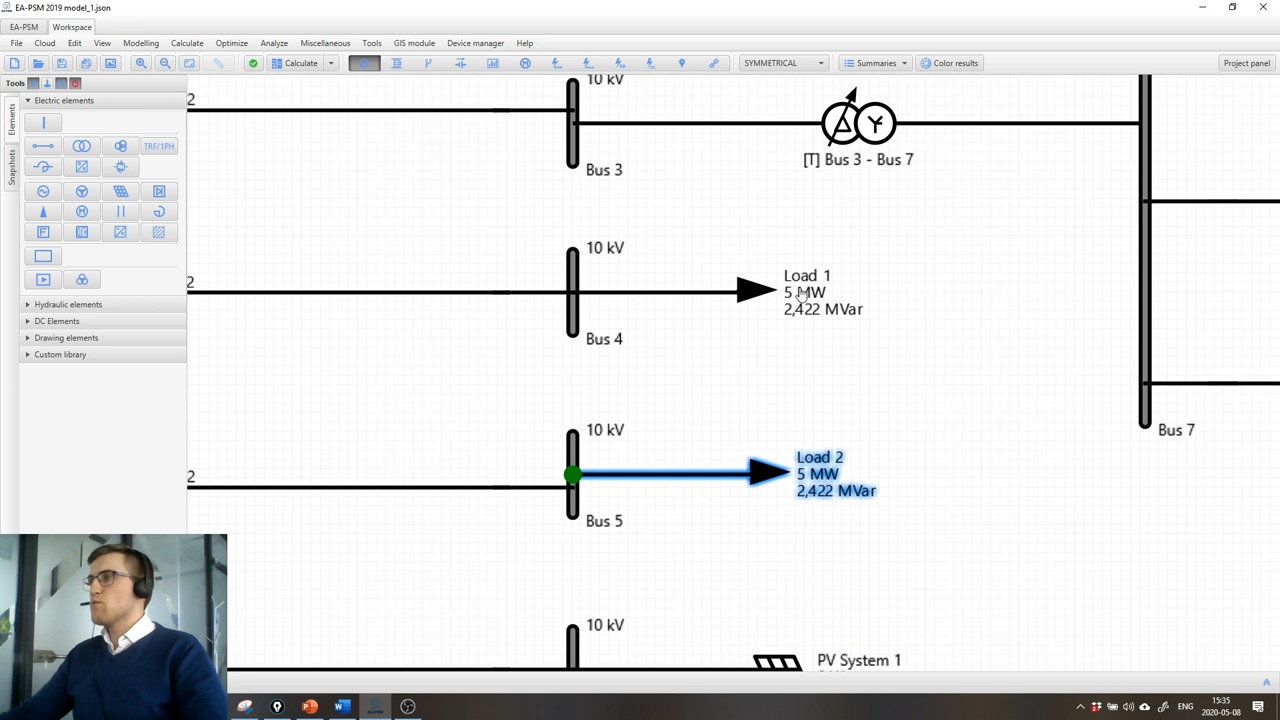 EA-PSM 2019 model_1.json
EA-PSM Workspace
File Cloud Edit View Modelling Calculate Optimize Analyze Miscellaneous Tools GIS module Device manager Help
Calculate SYMMETRICAL Summaries Color results Project panel
Tools
Elements
Snapshots
Electric elements
TRF/1PH
Hydraulic elements
DC Elements
Drawing elements
Custom library
10 kV
2
Bus 3
[T] Bus 3 - Bus 7
10 kV
Load 1
5 MW
2,422 MVar
2
Bus 4
10 kV
Bus 7
Load 2
5 MW
2,422 MVar
2
Bus 5
10 kV
PV System 1
ENG
15:35
2020-05-08